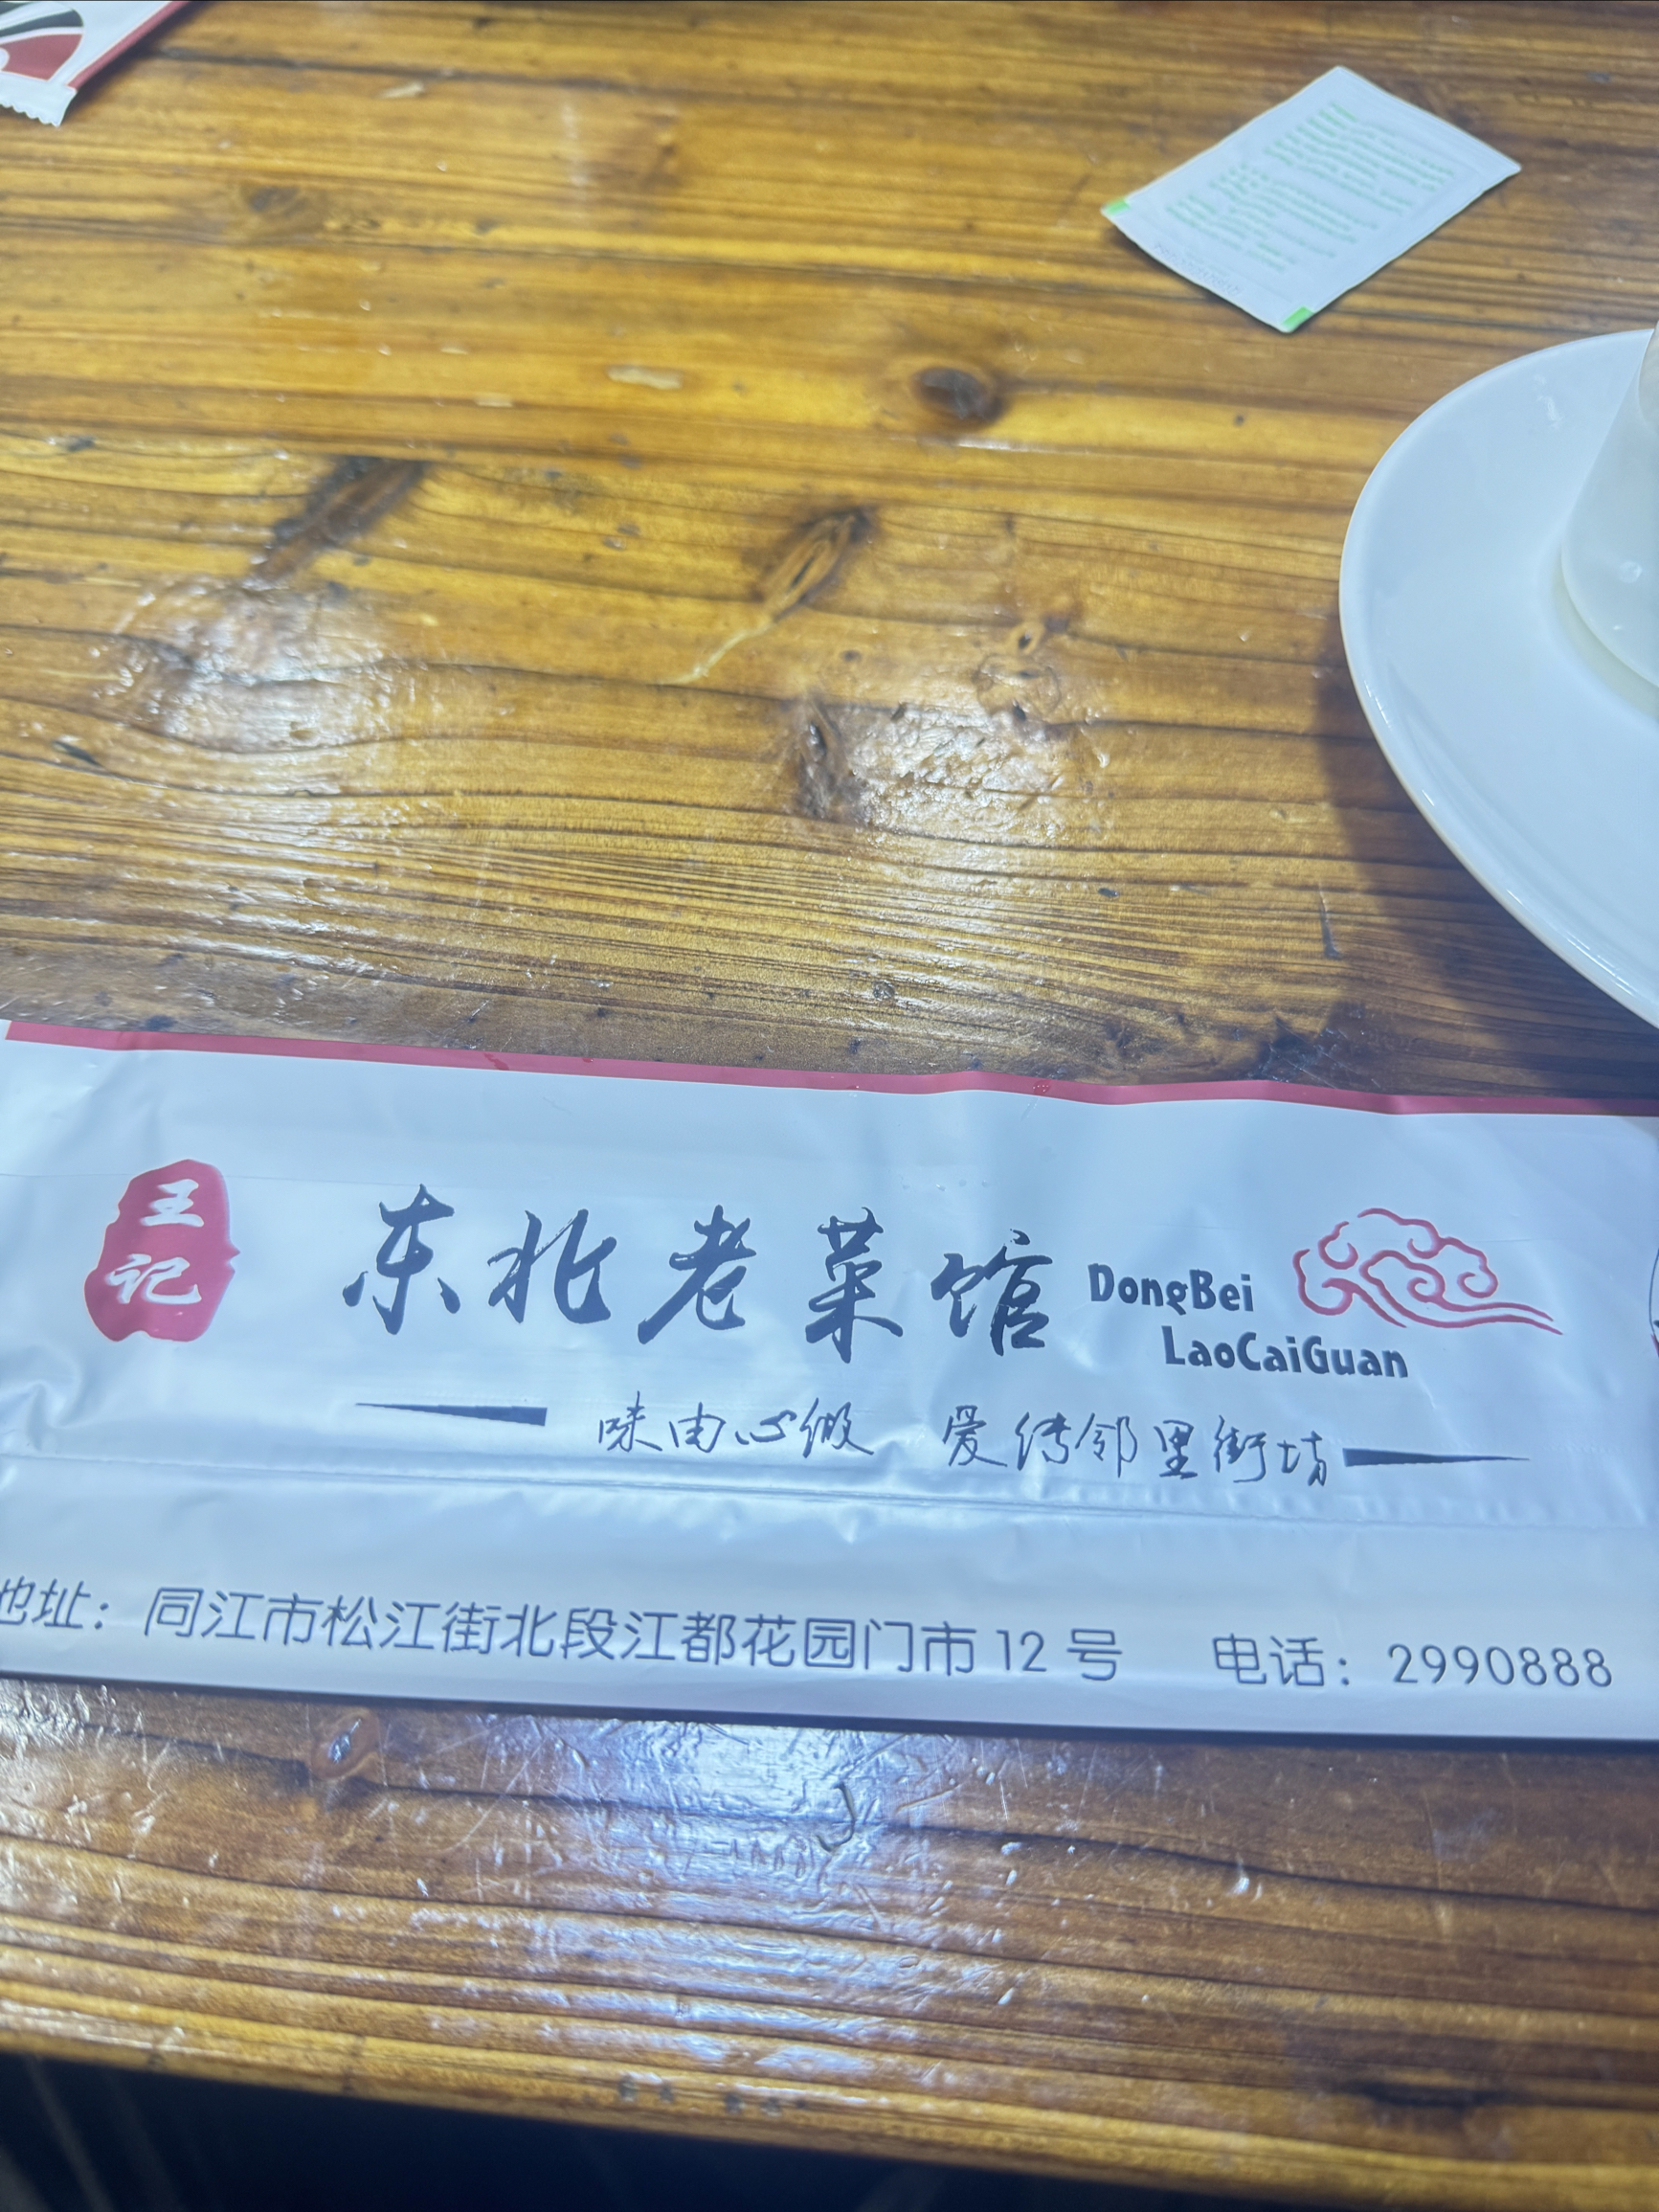 王记
东北老菜馆
DongBei
LaoCaiGuan
味由心做 爱传邻里街坊
地址：同江市松江街北段江都花园门市12号 电话：2990888